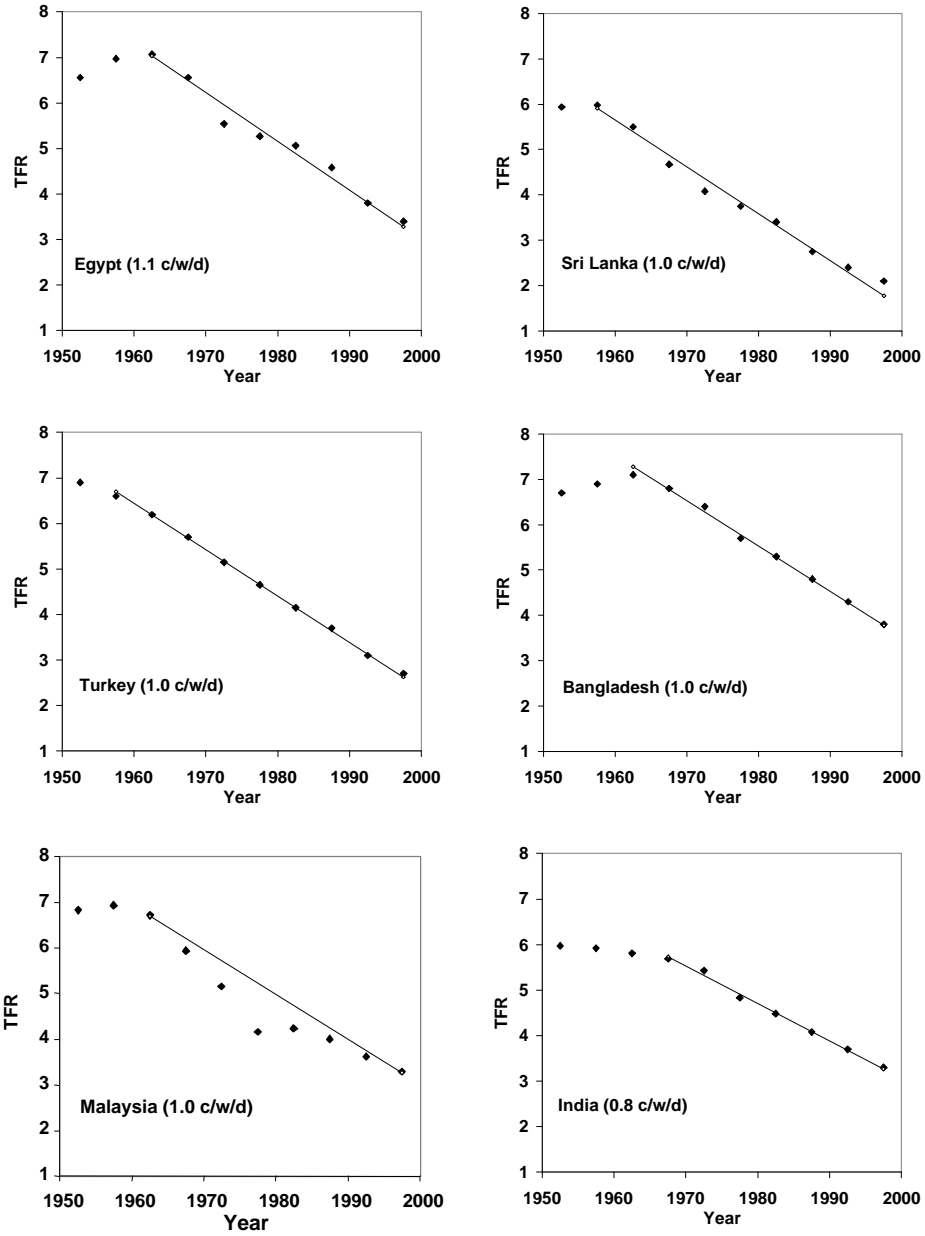 8
7
6
5
4
3
2
1
TFR
Egypt (1.1 c/w/d)
1950 1960 1970 1980 1990 2000
Year
8
7
6
5
4
3
2
1
TFR
Sri Lanka (1.0 c/w/d)
1950 1960 1970 1980 1990 2000
Year
8
7
6
5
4
3
2
1
TFR
Turkey (1.0 c/w/d)
1950 1960 1970 1980 1990 2000
Year
8
7
6
5
4
3
2
1
TFR
Bangladesh (1.0 c/w/d)
1950 1960 1970 1980 1990 2000
Year
8
7
6
5
4
3
2
1
TFR
Malaysia (1.0 c/w/d)
1950 1960 1970 1980 1990 2000
Year
8
7
6
5
4
3
2
1
TFR
India (0.8 c/w/d)
1950 1960 1970 1980 1990 2000
Year